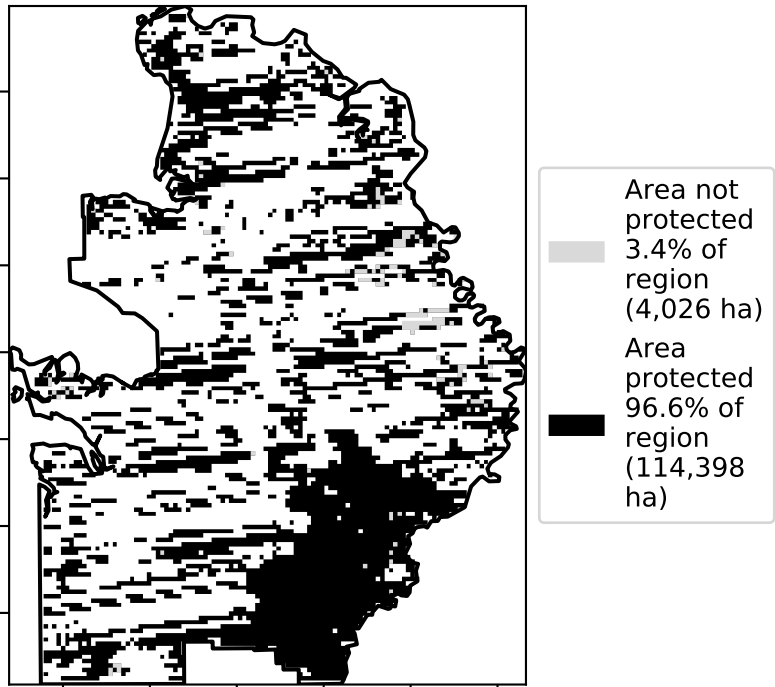 Area not
protected
3.4% of
region
(4,026 ha)
Area
protected
96.6% of
region
(114,398
ha)